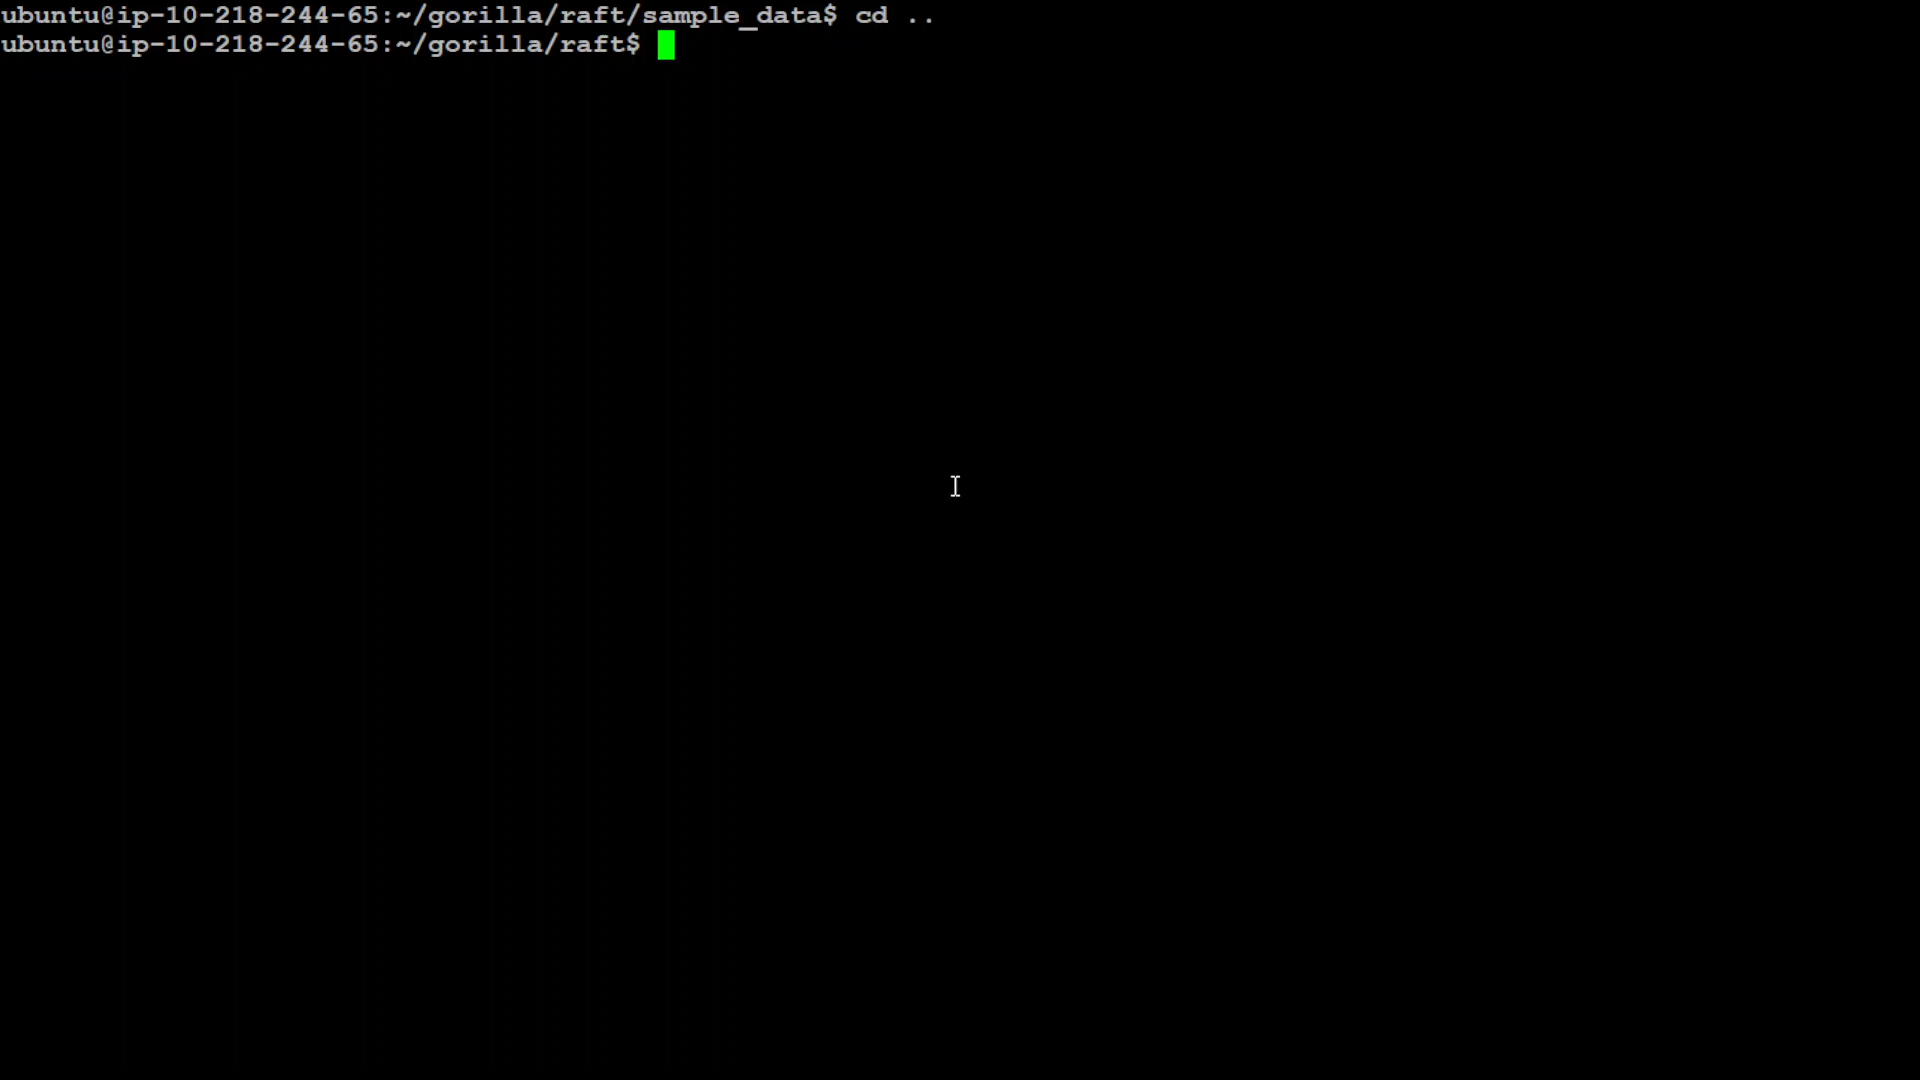 ubuntu@ip-10-218-244-65:~/gorilla/raft/sample_data$ cd ..
ubuntu@ip-10-218-244-65:~/gorilla/raft$